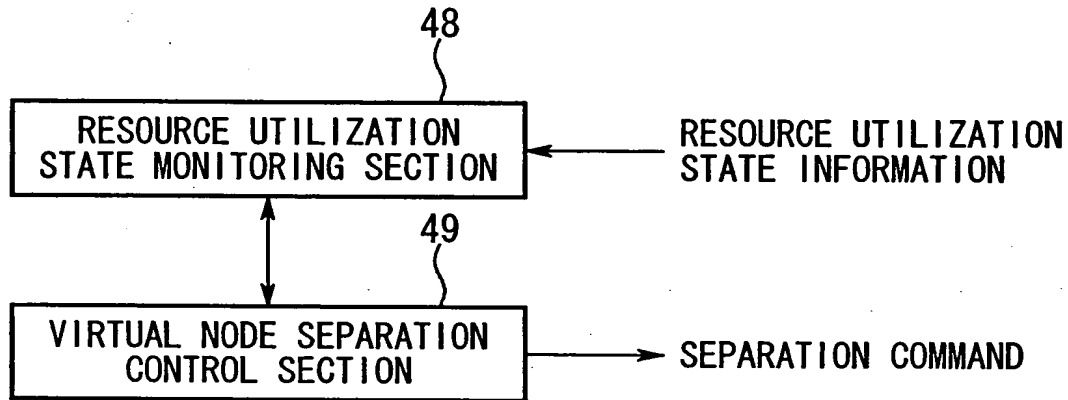 48
RESOURCE UTILIZATION
STATE MONITORING SECTION
RESOURCE UTILIZATION
STATE INFORMATION
49
VIRTUAL NODE SEPARATION
CONTROL SECTION
SEPARATION COMMAND